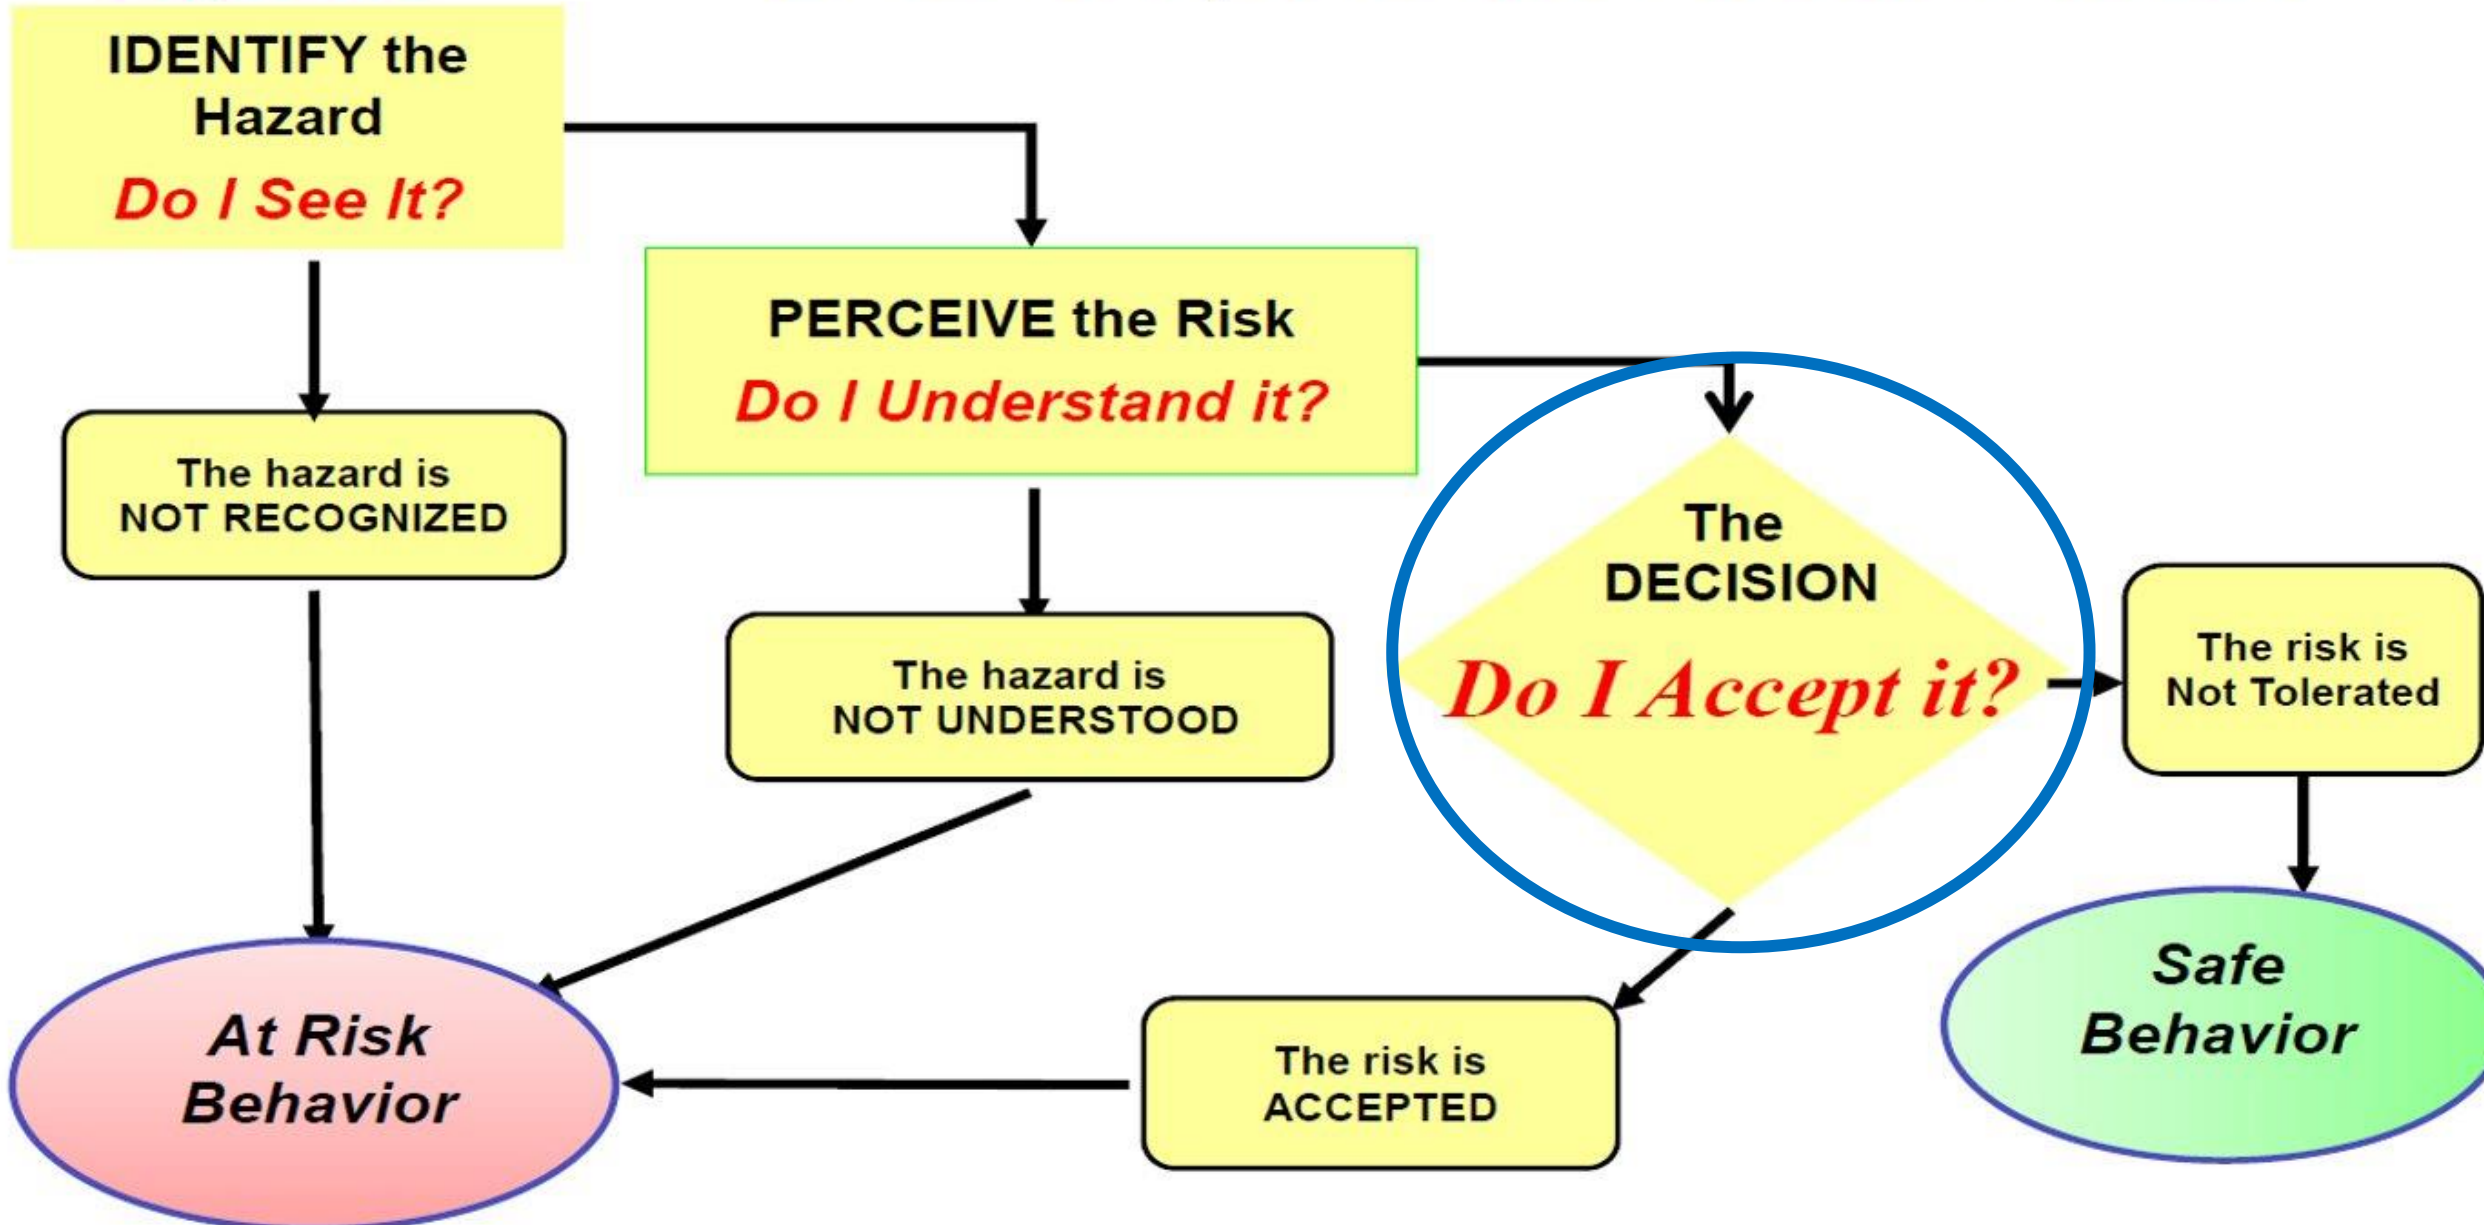 IDENTIFY the
Hazard
Do I See It?
PERCEIVE the Risk
Do I Understand it?
The hazard is
NOT RECOGNIZED
The
DECISION
Do I Accept it?
The hazard is
NOT UNDERSTOOD
The risk is
Not Tolerated
At Risk
Behavior
The risk is
ACCEPTED
Safe
Behavior